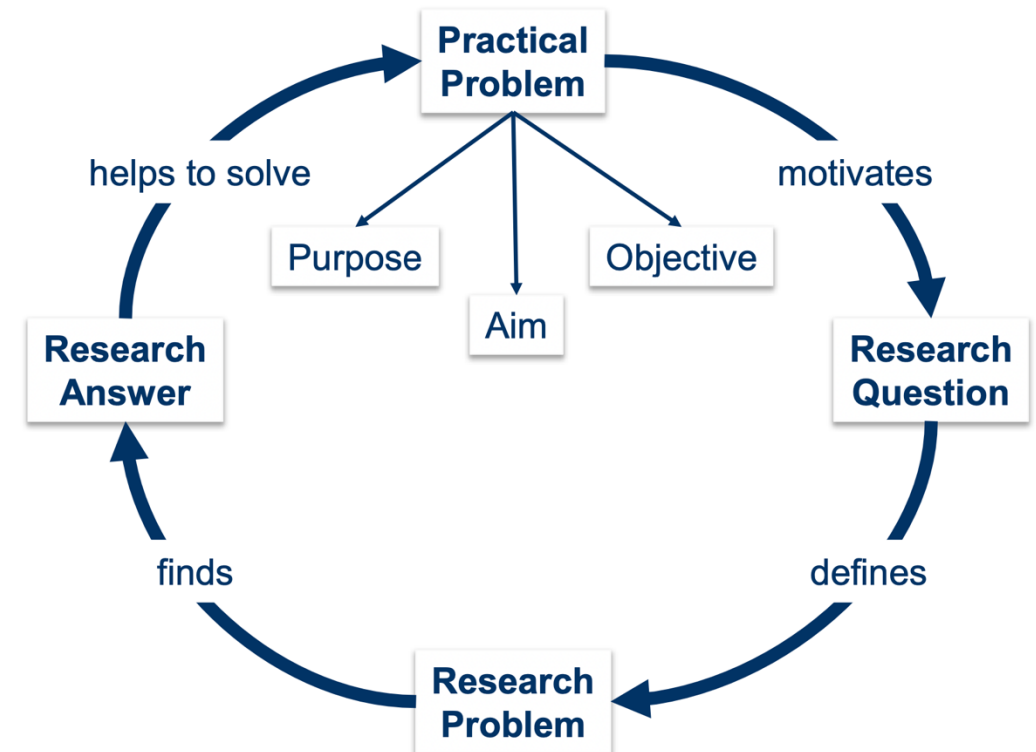 Practical
Problem
helps to solve
motivates
Purpose
Objective
Aim
Research
Answer
Research
Question
finds
defines
Research
Problem